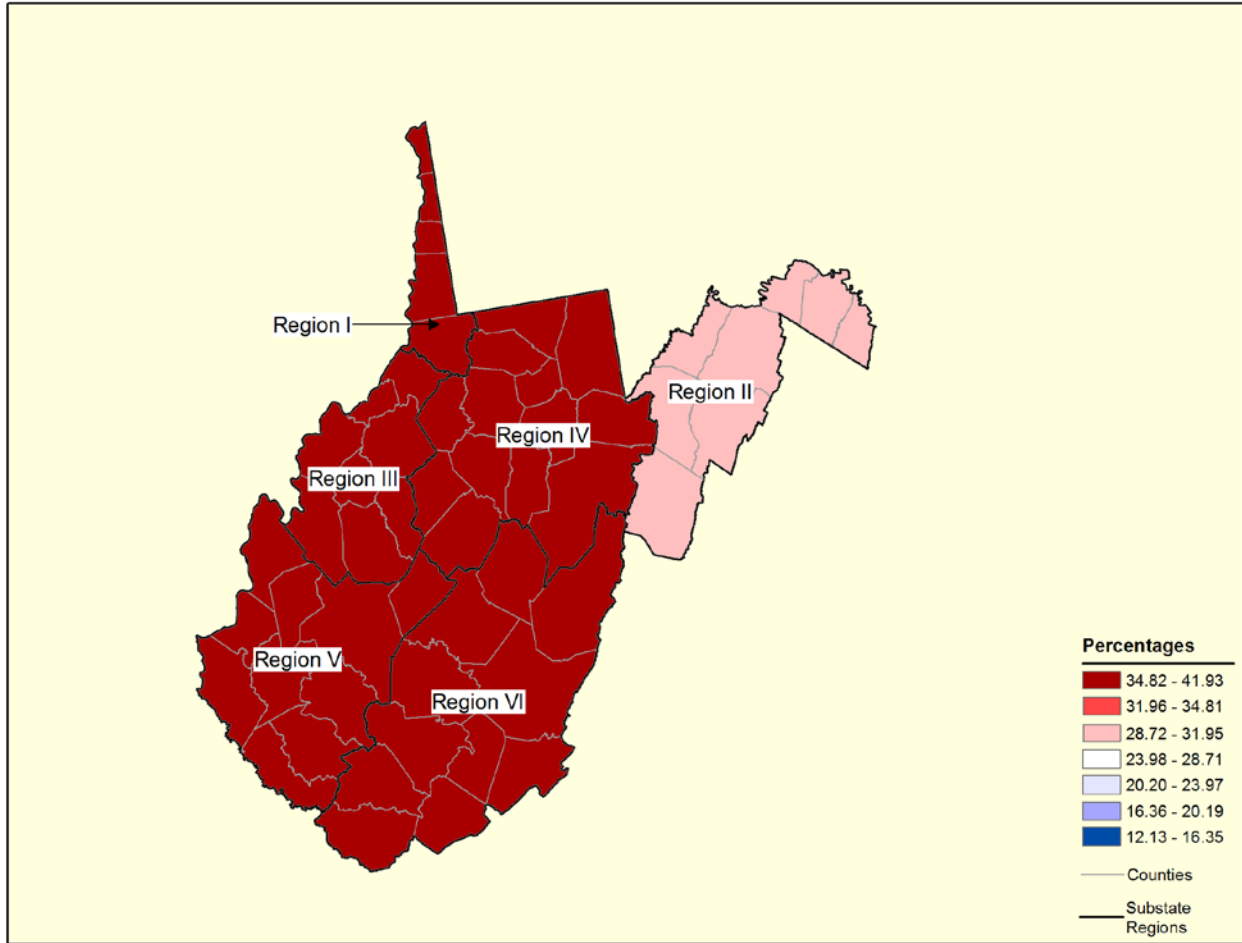 Region I
Region II
Region IV
Region III
Region V
Region VI
Percentages
34.82 - 41.93
31.96 - 34.81
28.72 - 31.95
23.98 - 28.71
20.20 - 23.97
16.36 - 20.19
12.13 - 16.35
Counties
Substate
Regions